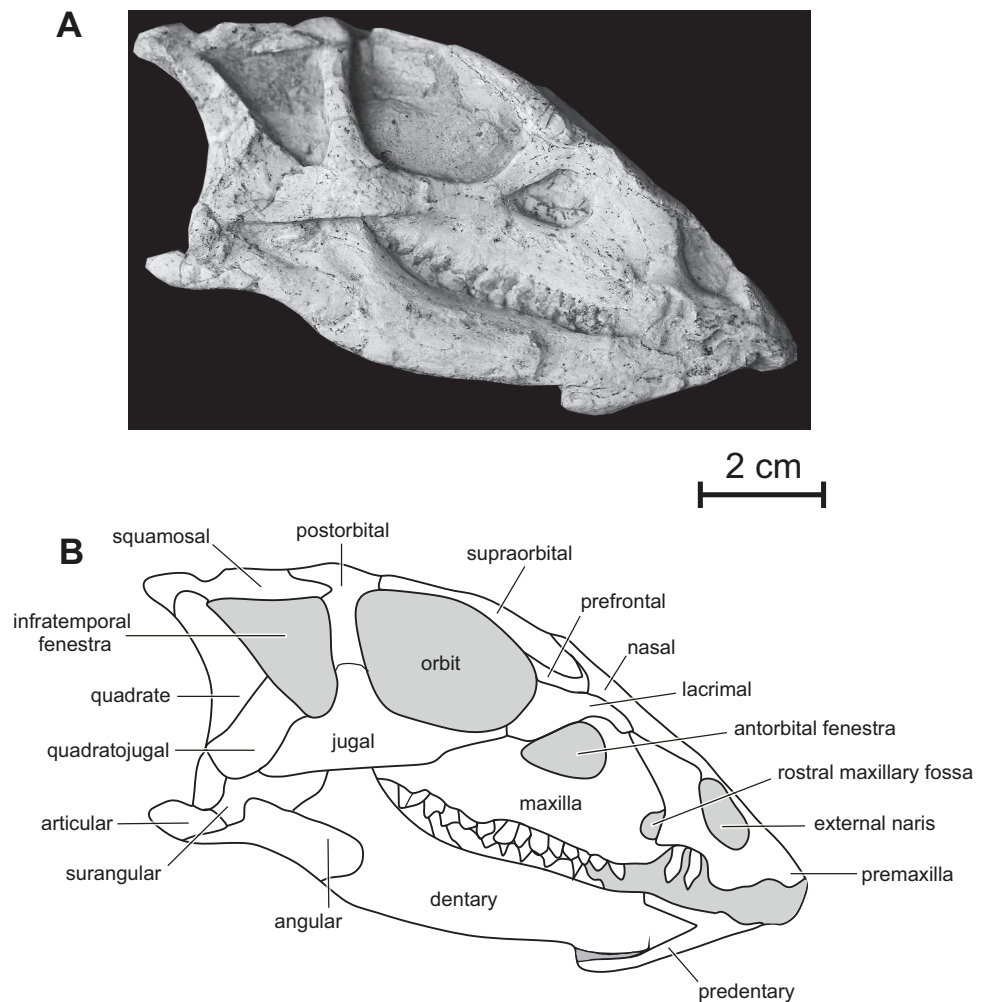 A
2 cm
B
squamosal
postorbital
supraorbital
prefrontal
infratemporal
fenestra
nasal
orbit
lacrimal
quadrate
antorbital fenestra
quadratojugal
jugal
rostral maxillary fossa
maxilla
articular
external naris
surangular
premaxilla
dentary
angular
predentary